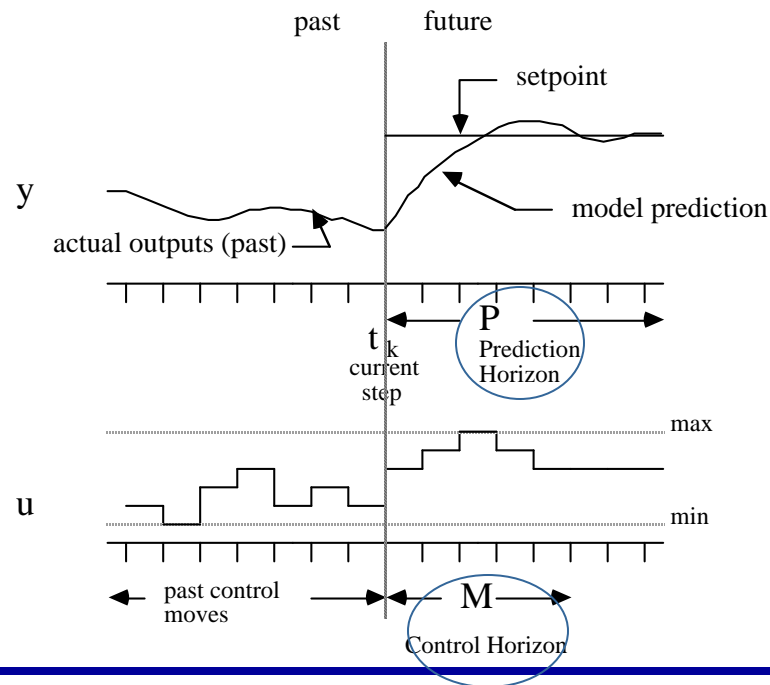 past future
setpoint
y
model prediction
actual outputs (past)
P
t k
Prediction
current
Horizon
step
max
u
min
past control
moves
M
Control Horizon